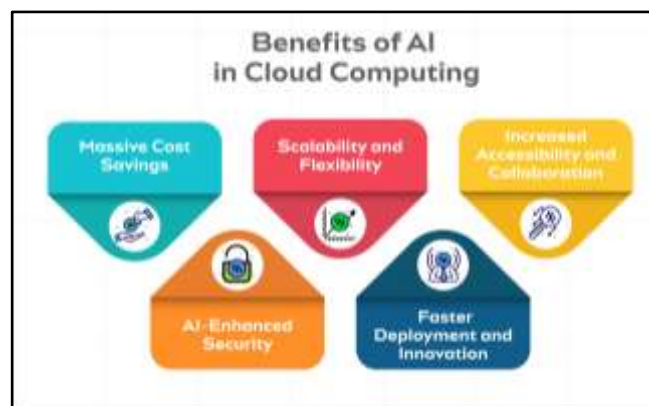 Benefits of AI
in Cloud Computing
Massive Cost
Savings
Scalability and
Flexibility
Increased
Accessibility and
Collaboration
AI-Enhanced
Security
Faster
Deployment and
Innovation